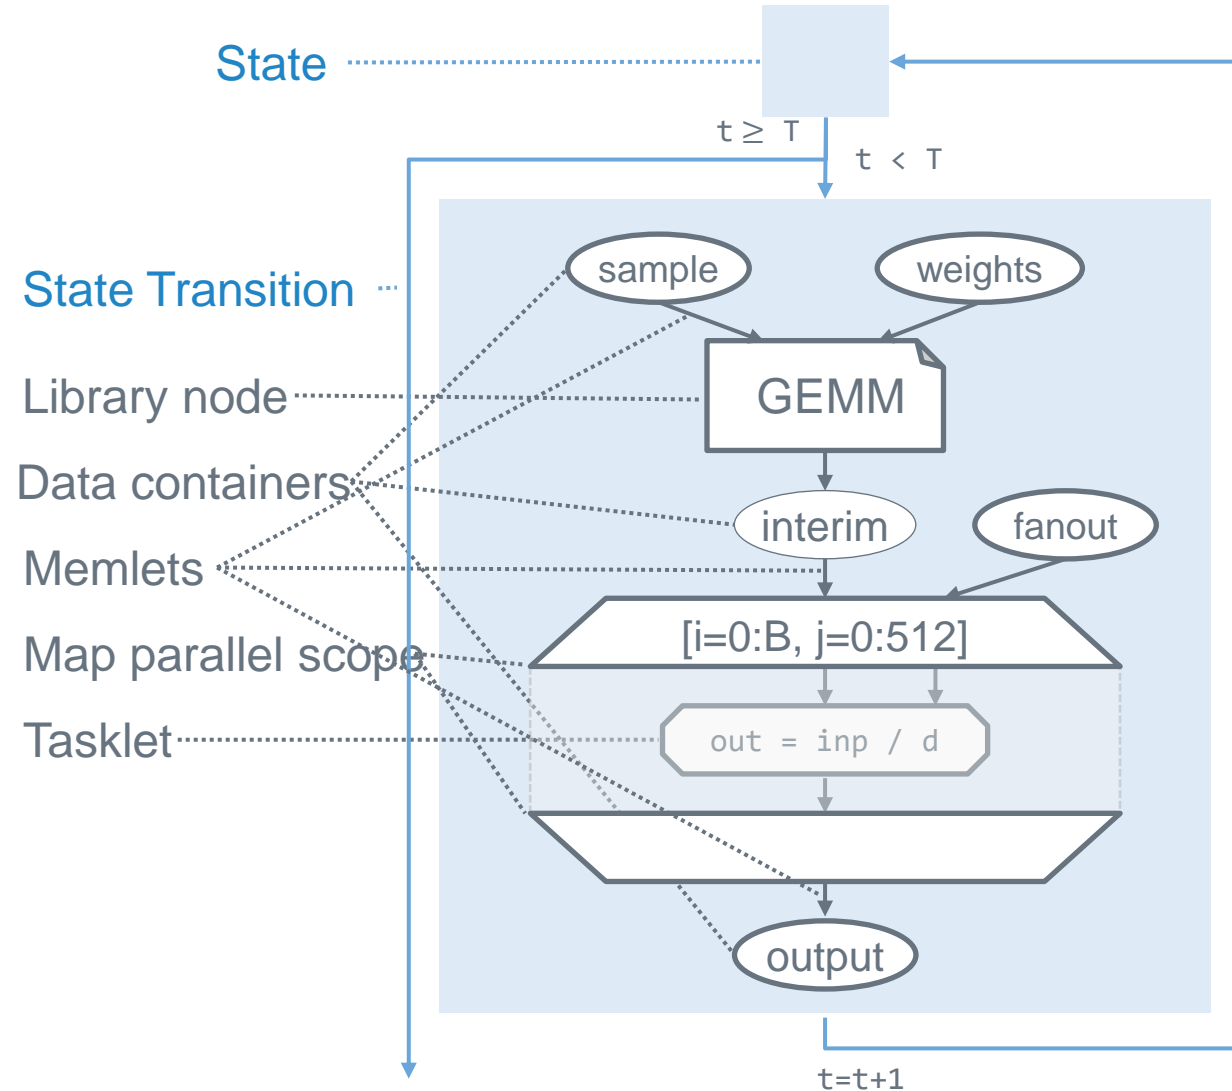 State
t ≥ T
t < T
sample
weights
State Transition
Library node
GEMM
Data containers
interim
fanout
Memlets
[i=0:B, j=0:512]
Map parallel scope
Tasklet
out = inp / d
output
t=t+1